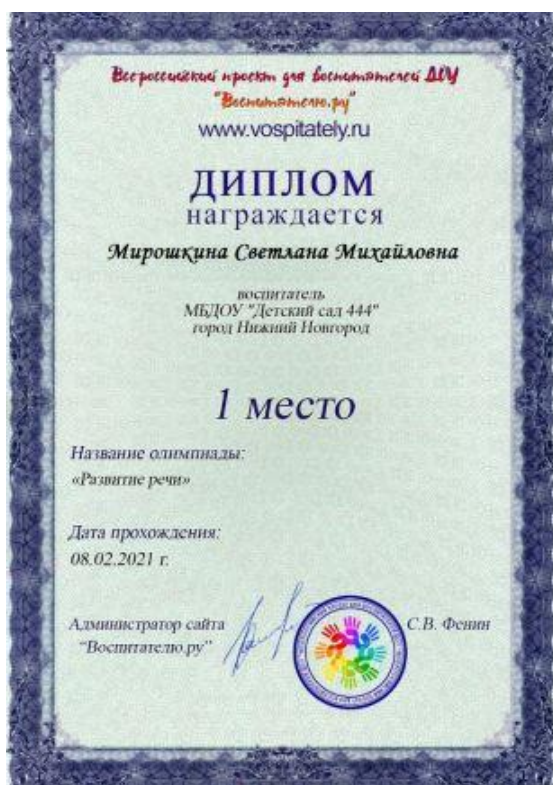 Всероссийский проект для воспитателей ДОУ
"Воспитателю.ру"
www.vospitately.ru
ДИПЛОМ
награждается
Мирошкина Светлана Михайловна
воспитатель
МБДОУ "Детский сад 444"
город Нижний Новгород
1 место
Название олимпиады:
«Развитие речи»
Дата прохождения:
08.02.2021 г.
Администратор сайта С.В. Фенин
"Воспитателю.ру"